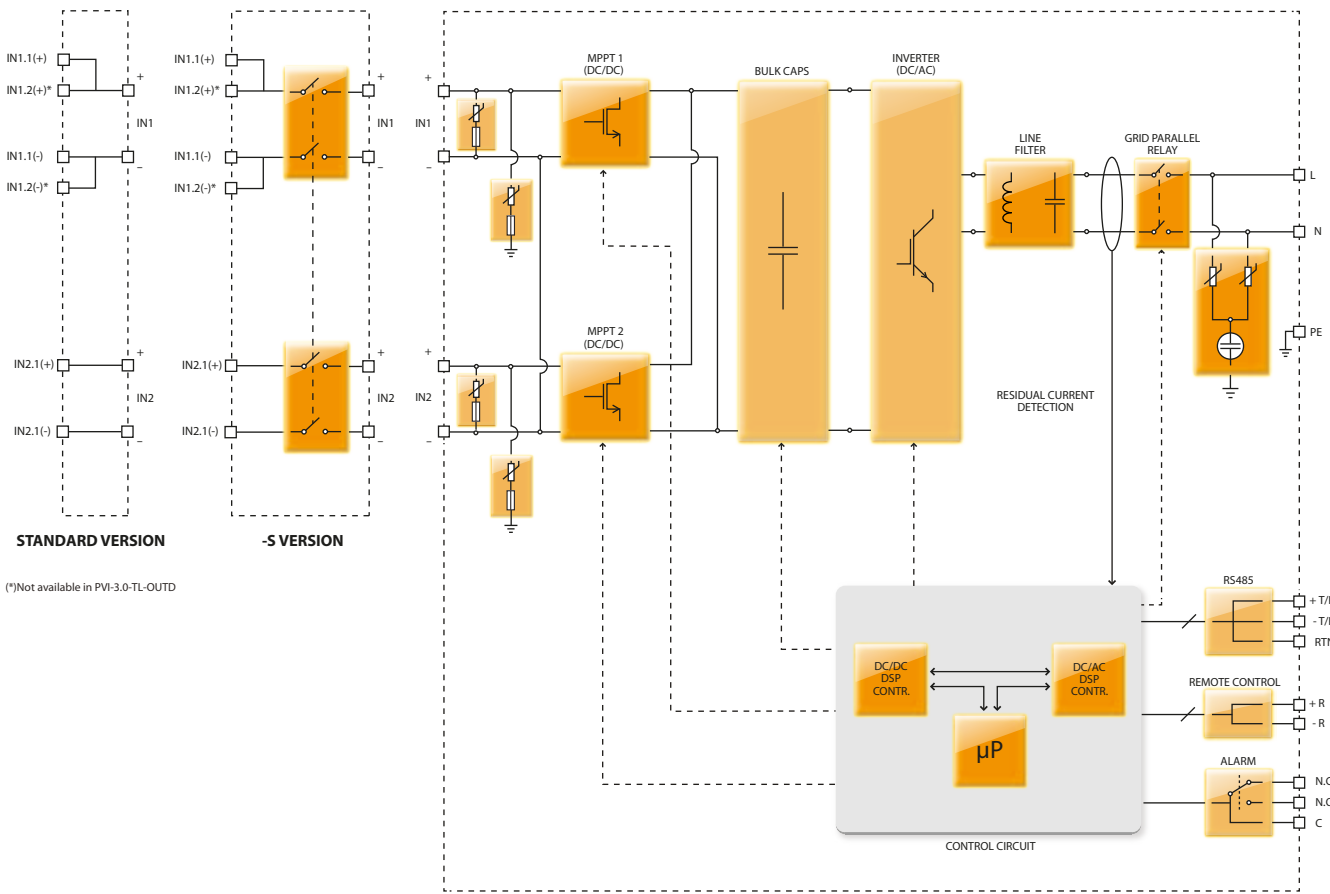 IN1.1(+)
IN1.2(+)*
+
IN1
IN1.1(-)
–
IN1.2(-)*
IN2.1(+)
+
IN2
IN2.1(-)
–
STANDARD VERSION
(*)Not available in PVI-3.0-TL-OUTD
IN1.1(+)
IN1.2(+)*
+
IN1
IN1.1(-)
–
IN1.2(-)*
IN2.1(+)
+
IN2
IN2.1(-)
–
-S VERSION
+
IN1
–
+
IN2
–
MPPT 1
(DC/DC)
MPPT 2
(DC/DC)
BULK CAPS
INVERTER
(DC/AC)
LINE
FILTER
GRID PARALLEL
RELAY
L
N
PE
RESIDUAL CURRENT
DETECTION
DC/DC
DSP
CONTR.
DC/AC
DSP
CONTR.
µP
CONTROL CIRCUIT
RS485
+ T/
- T/
REMOTE CONTROL
+ R
- R
ALARM
N.
N.
C